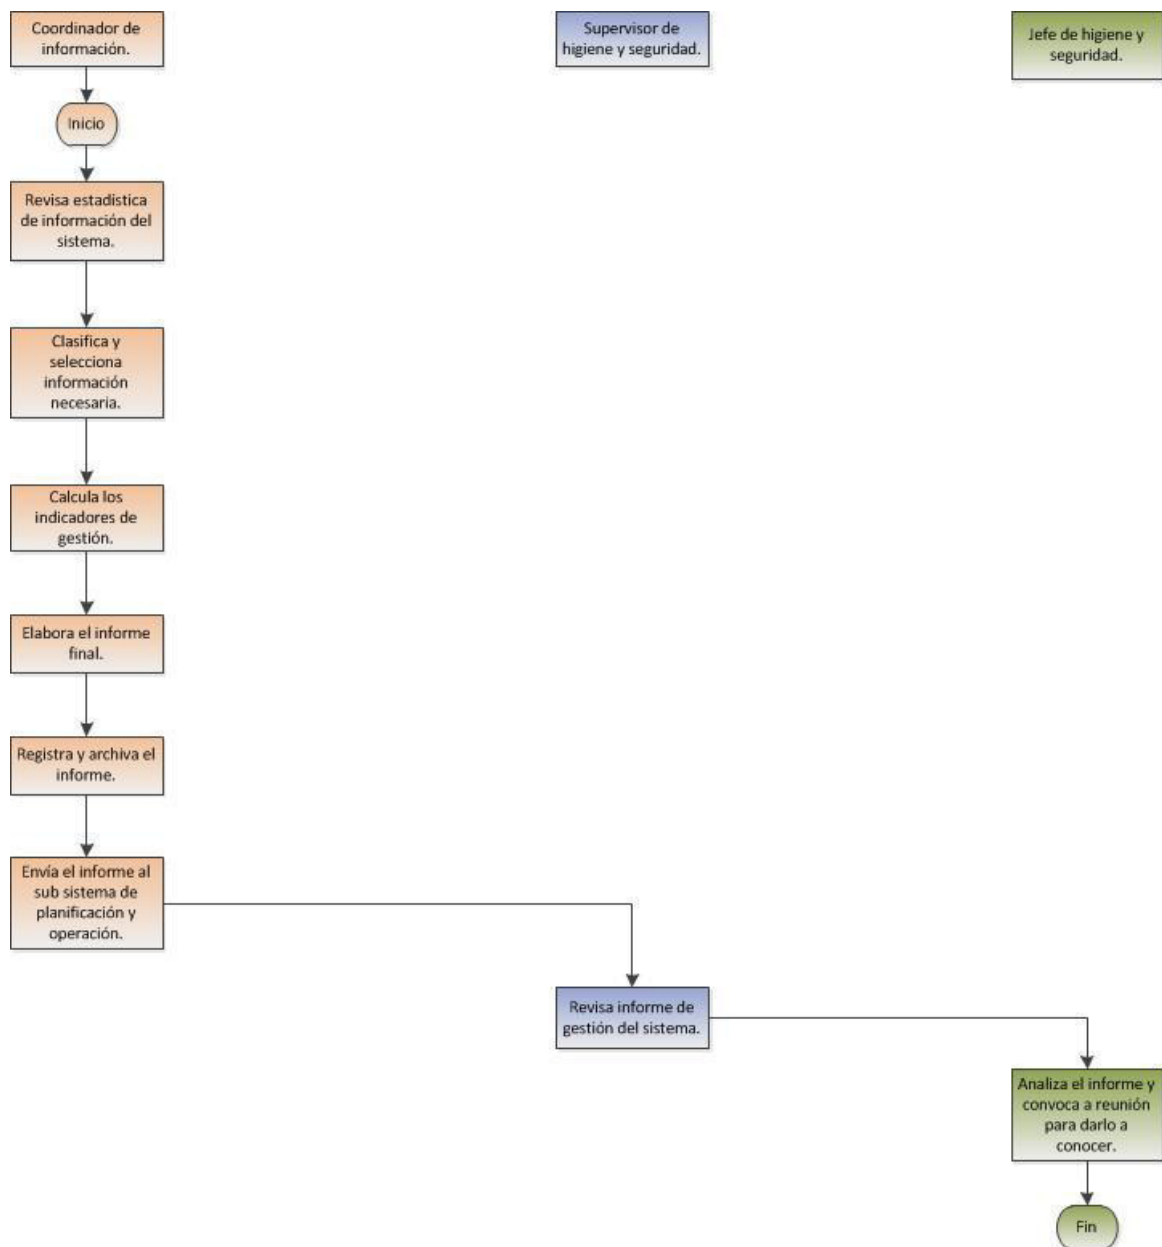 Coordinador de
información.
Supervisor de
higiene y seguridad.
Jefe de higiene y
seguridad.
Inicio
Revisa estadistica
de información del
sistema.
Clasifica y
selecciona
información
necesaria.
Calcula los
indicadores de
gestión.
Elabora el informe
final.
Registra y archiva el
informe.
Envía el informe al
sub sistema de
planificación y
operación.
Revisa informe de
gestión del sistema.
Analiza el informe y
convoca a reunión
para darlo a
conocer.
Fin